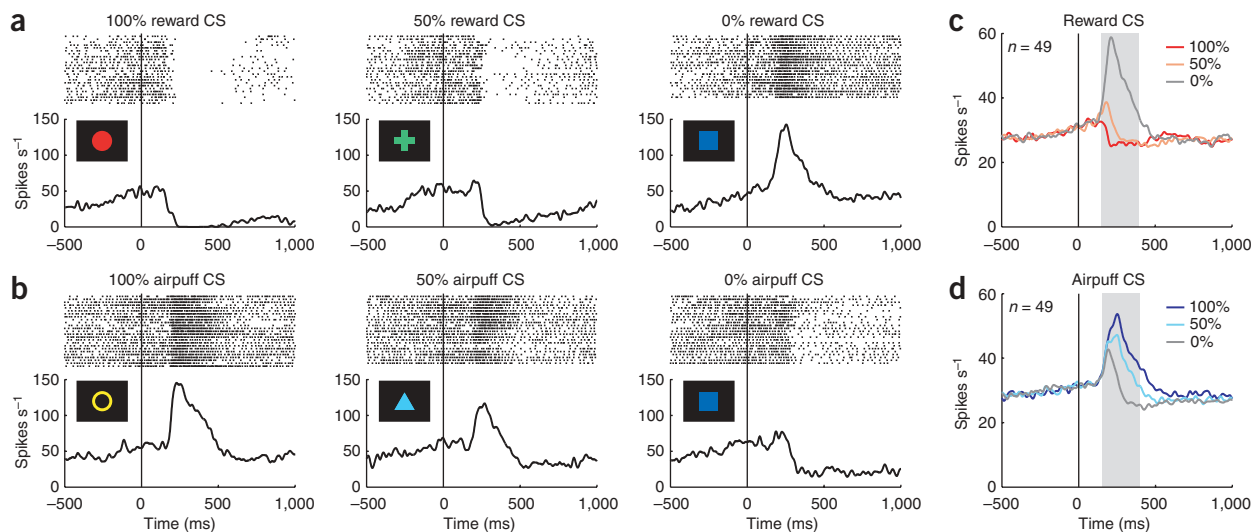 a
100% reward CS
50% reward CS
0% reward CS
Spikes s⁻¹
150
100
50
0
−500 0 500 1,000
150
100
50
0
−500 0 500 1,000
150
100
50
0
−500 0 500 1,000
b
100% airpuff CS
50% airpuff CS
0% airpuff CS
Spikes s⁻¹
150
100
50
0
−500 0 500 1,000
Time (ms)
150
100
50
0
−500 0 500 1,000
Time (ms)
150
100
50
0
−500 0 500 1,000
Time (ms)
c
Reward CS
n = 49
100%
50%
0%
Spikes s⁻¹
60
40
20
0
−500 0 500 1,000
d
Airpuff CS
n = 49
100%
50%
0%
Spikes s⁻¹
60
40
20
0
−500 0 500 1,000
Time (ms)